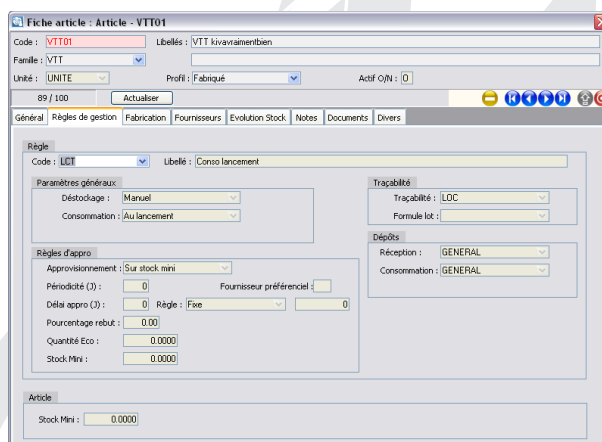 Fiche article : Article - VTT01
Code : VTT01 Libellés : VTT kivavraimentbien
Famille : VTT
Unité : UNITE Profil : Fabriqué Actif O/N : O
89 / 100 Actualiser
Général Règles de gestion Fabrication Fournisseurs Evolution Stock Notes Documents Divers
Règle
Code : LCT Libellé : Conso lancement
Paramètres généraux Traçabilité
Déstockage : Manuel Traçabilité : LOC
Consommation : Au lancement Formule lot :
Dépôts
Règles d'appro Réception : GENERAL
Approvisionnement : Sur stock mini Consommation : GENERAL
Périodicité (J) : 0 Fournisseur préférenciel :
Délai appro (J) : 0 Règle : Fixe 0
Pourcentage rebut : 0.00
Quantité Eco : 0.0000
Stock Mini : 0.0000
Article
Stock Mini : 0.0000